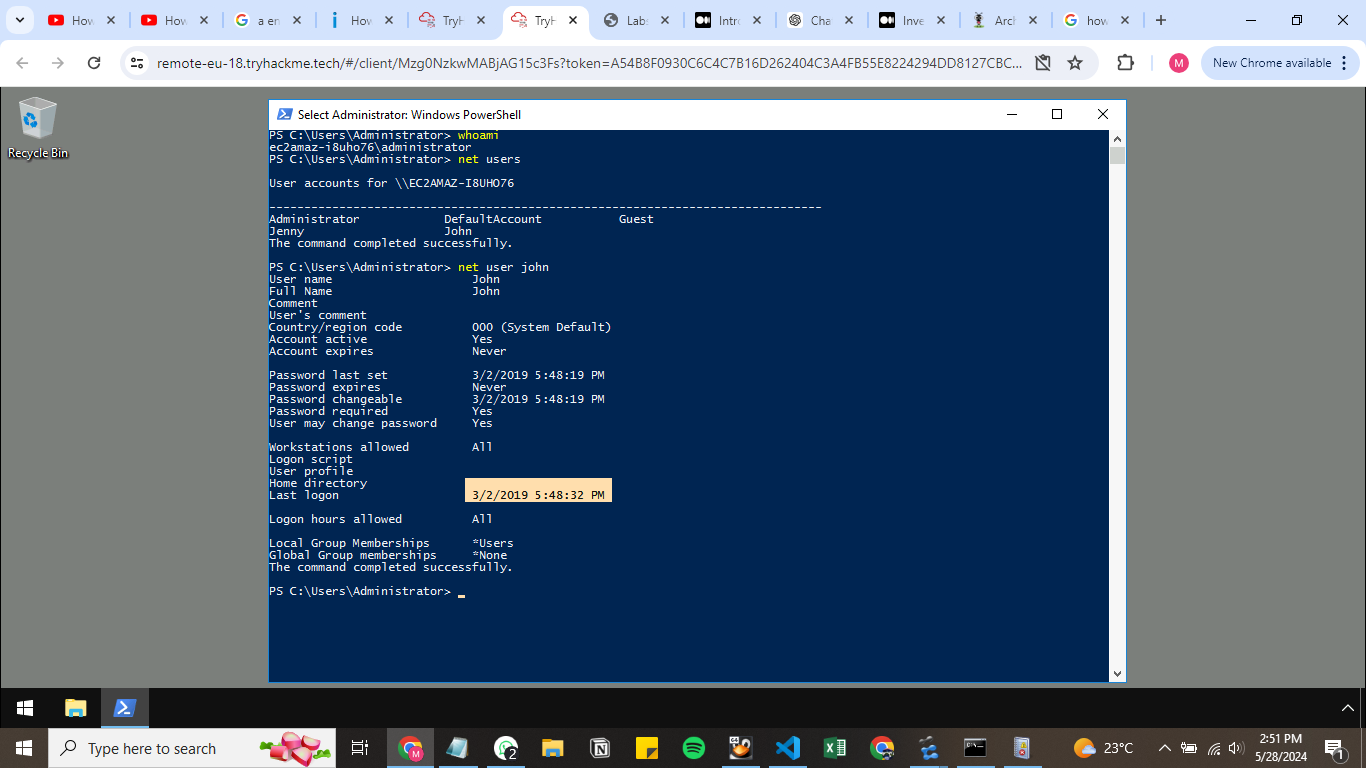 How
How
a en
How
TryH
TryH
Lab:
Intro
Cha
Inve
Arch
how
remote-eu-18.tryhackme.tech/#/client/Mzg0NzkwMABjAG15c3Fs?token=A54B8F0930C6C4C7B16D262404C3A4FB55E8224294DD8127CBC...
M
New Chrome available
Recycle Bin
Select Administrator: Windows PowerShell
PS C:\Users\Administrator> whoami
ec2amaz-i8uho76\administrator
PS C:\Users\Administrator> net users
User accounts for \\EC2AMAZ-I8UHO76
-------------------------------------------------------------------------------
Administrator            DefaultAccount           Guest
Jenny                    John
The command completed successfully.
PS C:\Users\Administrator> net user john
User name                    John
Full Name                    John
Comment
User's comment
Country/region code          000 (System Default)
Account active               Yes
Account expires              Never
Password last set            3/2/2019 5:48:19 PM
Password expires             Never
Password changeable          3/2/2019 5:48:19 PM
Password required            Yes
User may change password     Yes
Workstations allowed         All
Logon script
User profile
Home directory
Last logon                   3/2/2019 5:48:32 PM
Logon hours allowed          All
Local Group Memberships      *Users
Global Group memberships     *None
The command completed successfully.
PS C:\Users\Administrator>
Type here to search
M
2
23°C
2:51 PM
5/28/2024
1